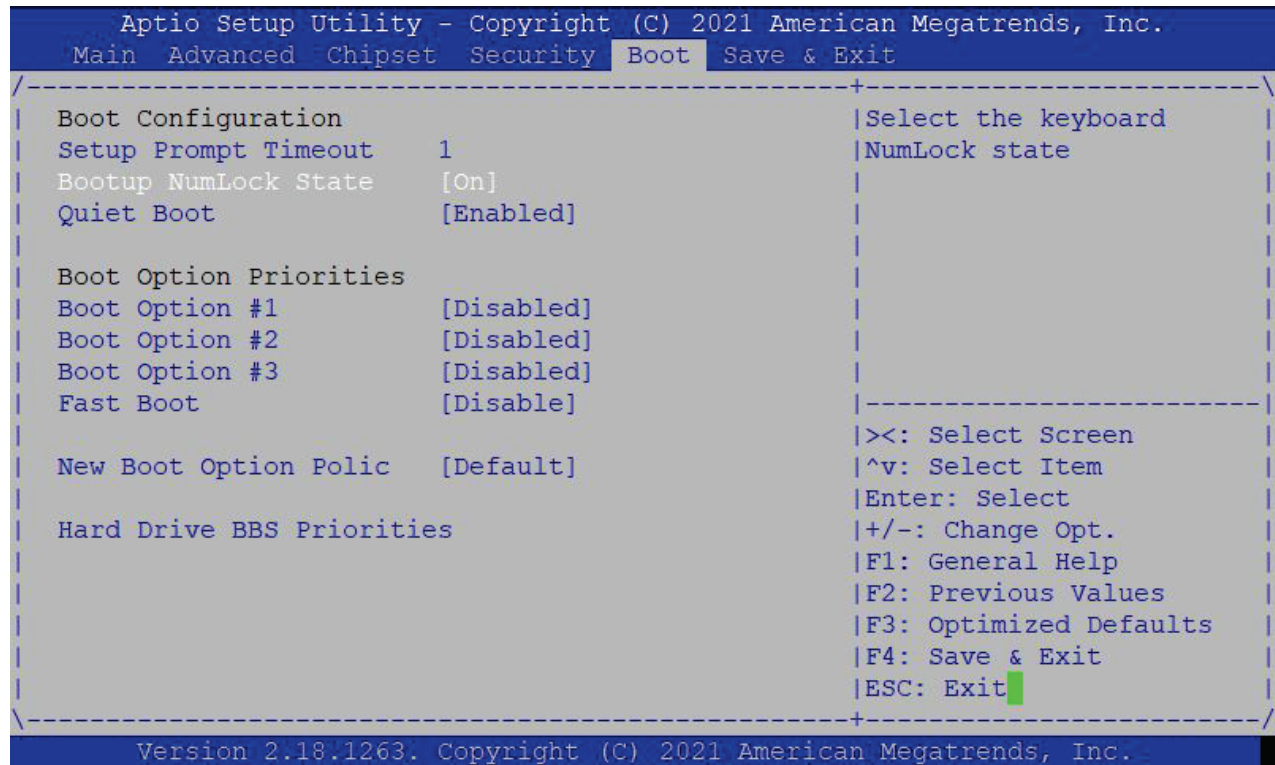 Aptio Setup Utility - Copyright (C) 2021 American Megatrends, Inc.
Main Advanced Chipset Security Boot Save & Exit
/----------------------------------------------------+-------------------------\
| Boot Configuration |Select the keyboard |
| Setup Prompt Timeout 1 |NumLock state |
| Bootup NumLock State [On] | |
| Quiet Boot [Enabled] | |
| | |
| Boot Option Priorities | |
| Boot Option #1 [Disabled] | |
| Boot Option #2 [Disabled] | |
| Boot Option #3 [Disabled] | |
| Fast Boot [Disable] |-------------------------|
| |><: Select Screen |
| New Boot Option Polic [Default] |^v: Select Item |
| |Enter: Select |
| Hard Drive BBS Priorities |+/-: Change Opt. |
| |F1: General Help |
| |F2: Previous Values |
| |F3: Optimized Defaults |
| |F4: Save & Exit |
| |ESC: Exit |
\----------------------------------------------------+-------------------------/
Version 2.18.1263. Copyright (C) 2021 American Megatrends, Inc.